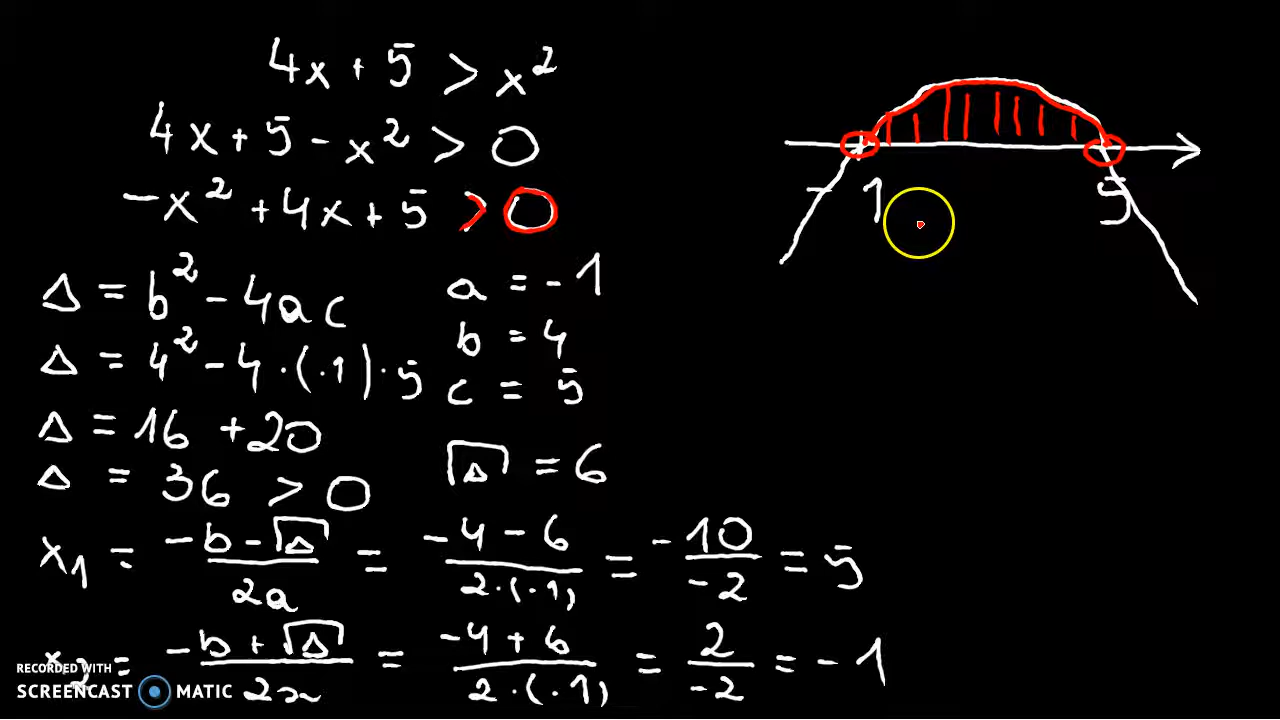 4x + 5 > x²
4x + 5 - x² > 0
-x² + 4x + 5 > 0
-1 5
Δ = b² - 4ac
a = -1
Δ = 4² - 4·(-1)·5
b = 4
c = 5
Δ = 16 + 20
Δ = 36 > 0
√Δ = 6
x₁ = (-b - √Δ)/2a = (-4 - 6)/(2·(-1)) = -10/-2 = 5
x₂ = (-b + √Δ)/2a = (-4 + 6)/(2·(-1)) = 2/-2 = -1
RECORDED WITH
SCREENCAST MATIC